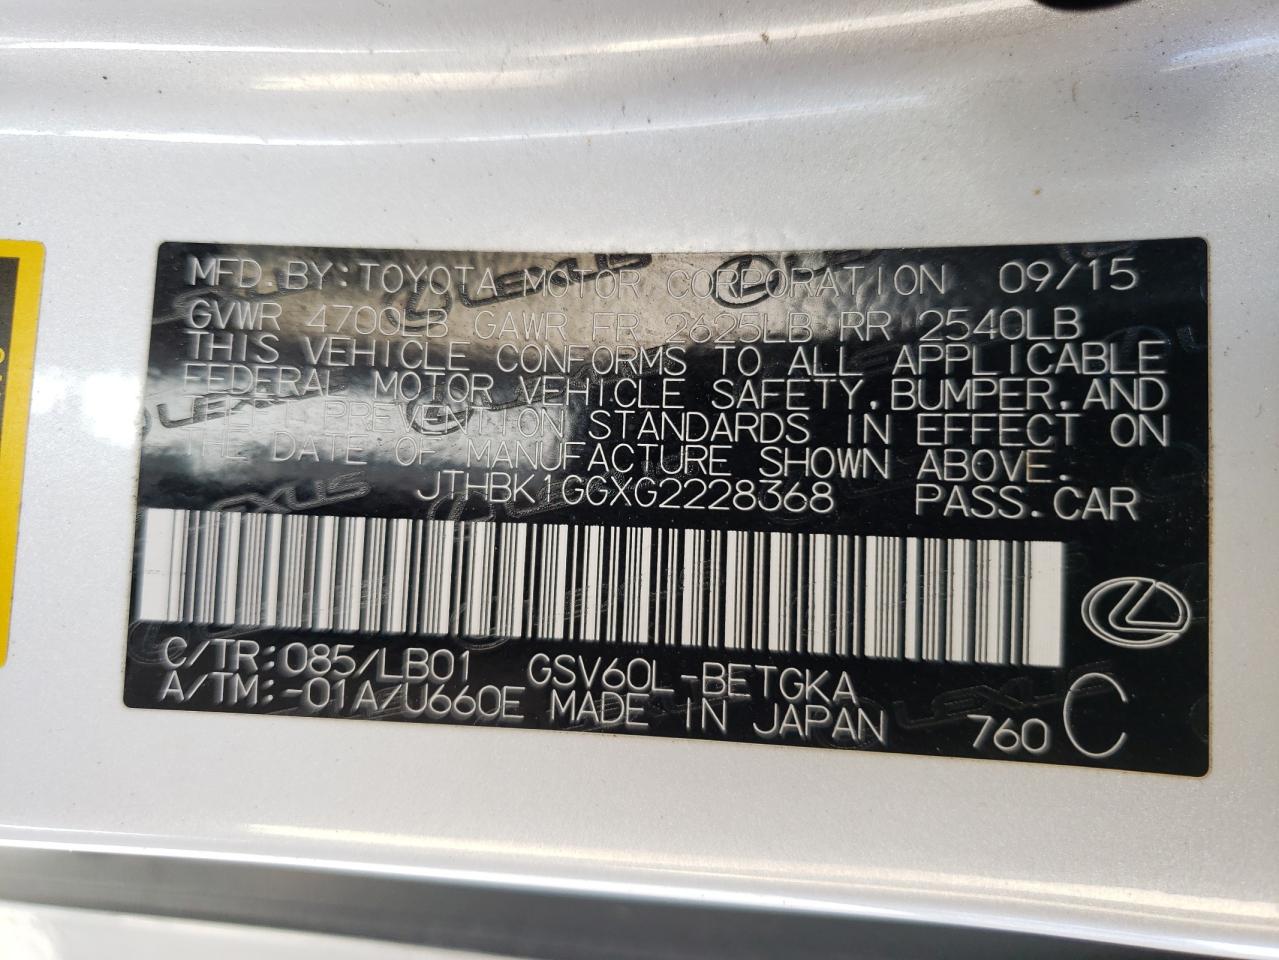 MFD.BY:TOYOTA MOTOR CORPORATION 09/15
GVWR 4700LB GAWR FR 2625LB RR 2540LB
THIS VEHICLE CONFORMS TO ALL APPLICABLE
FEDERAL MOTOR VEHICLE SAFETY, BUMPER, AND
THEFT PREVENTION STANDARDS IN EFFECT ON
THE DATE OF MANUFACTURE SHOWN ABOVE.
JTHBK1GGXG2228368 PASS.CAR
C/TR:085/LB01 GSV60L-BETGKA
A/TM:-01A/U660E MADE IN JAPAN 760 C